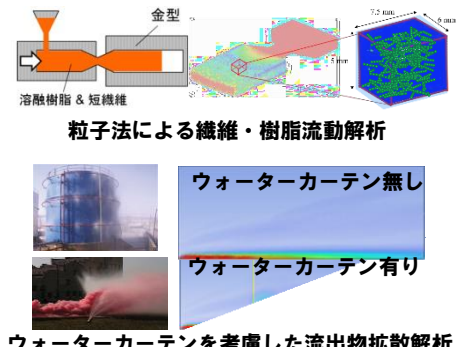 金型
溶融樹脂 & 短繊維
7.5 mm
6 mm
5 mm
粒子法による繊維・樹脂流動解析
ウォーターカーテン無し
ウォーターカーテン有り
ウォーターカーテンを考慮した流出物拡散解析